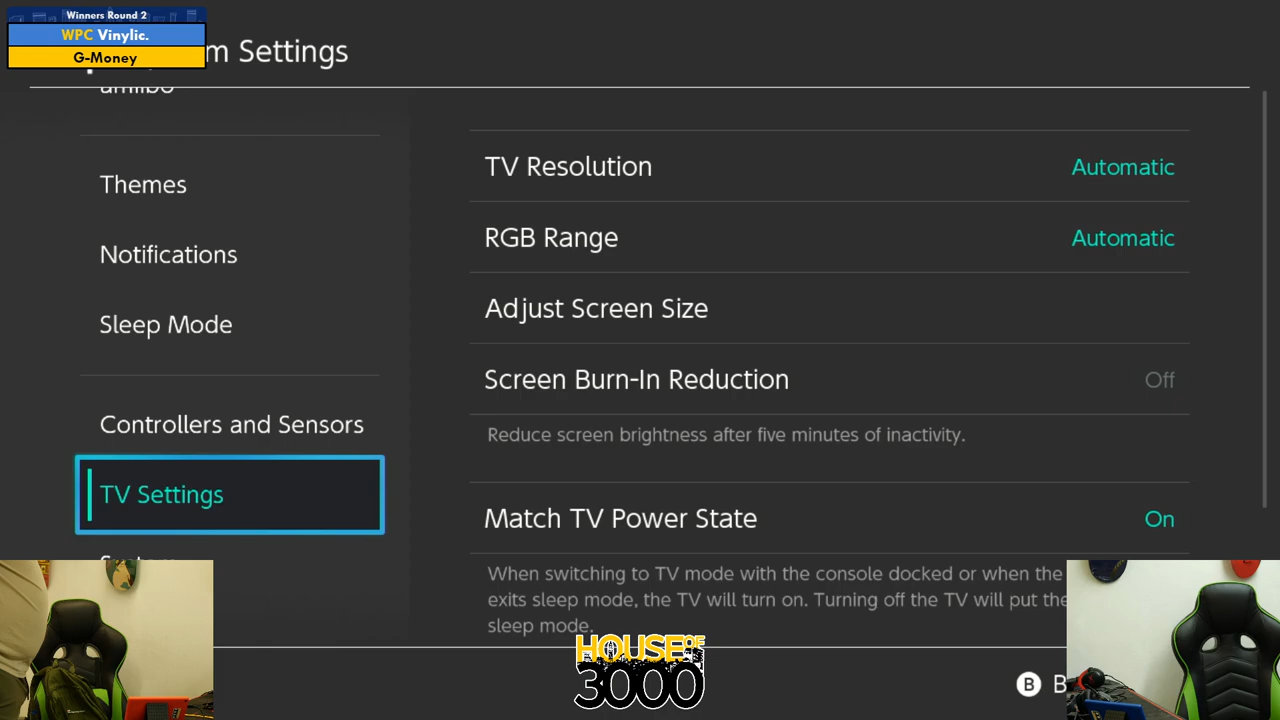 Winners Round 2
WPC Vinylic.
G-Money
m Settings
amiibo
Themes
Notifications
Sleep Mode
Controllers and Sensors
TV Settings
System
TV Resolution Automatic
RGB Range Automatic
Adjust Screen Size
Screen Burn-In Reduction Off
Reduce screen brightness after five minutes of inactivity.
Match TV Power State On
When switching to TV mode with the console docked or when the
exits sleep mode, the TV will turn on. Turning off the TV will put the
sleep mode.
HOUSE OF
3000
B B